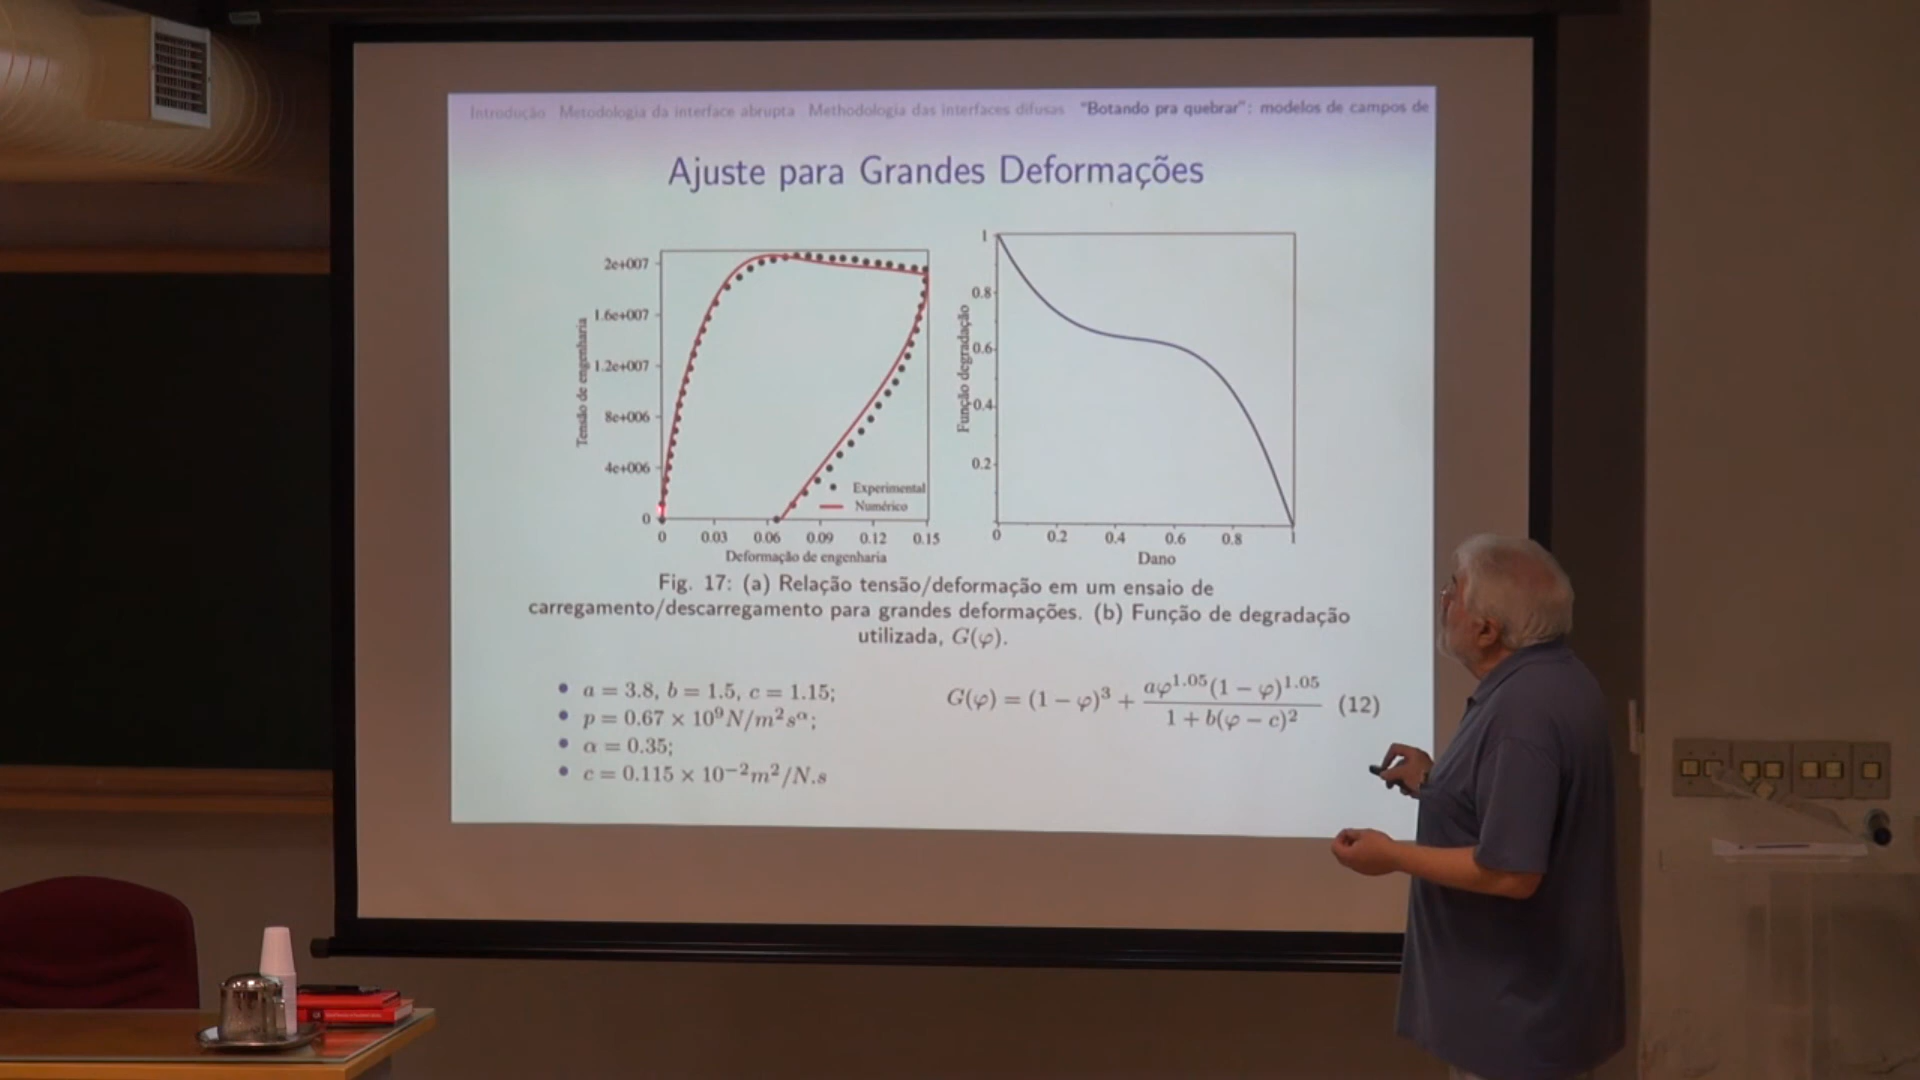 Introdução Metodologia da interface abrupta Methodologia das interfaces difusas "Botando pra quebrar": modelos de campos de
Ajuste para Grandes Deformações
2e+007
1.6e+007
1.2e+007
8e+006
4e+006
0
Tensão de engenharia
0 0.03 0.06 0.09 0.12 0.15
Deformação de engenharia
Experimental
Numérico
1
0.8
0.6
0.4
0.2
Função degradação
0 0.2 0.4 0.6 0.8 1
Dano
Fig. 17: (a) Relação tensão/deformação em um ensaio de
carregamento/descarregamento para grandes deformações. (b) Função de degradação
utilizada, G(φ).
• a = 3.8, b = 1.5, c = 1.15;
• p = 0.67 × 10⁹N/m²sᵅ;
• α = 0.35;
• c = 0.115 × 10⁻²m²/N.s
G(φ) = (1 − φ)³ + aφ^1.05(1 − φ)^1.05 / 1 + b(φ − c)² (12)